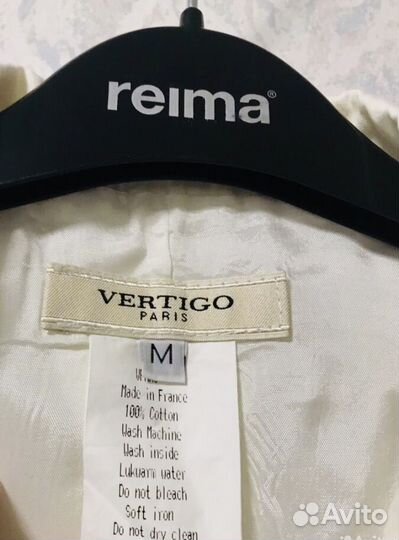 reima®
VERTIGO
PARIS
M
Made in France
100% Cotton
Wash Machine
Wash inside
Lukwarm water
Do not bleach
Soft iron
Do not dry clean
Avito